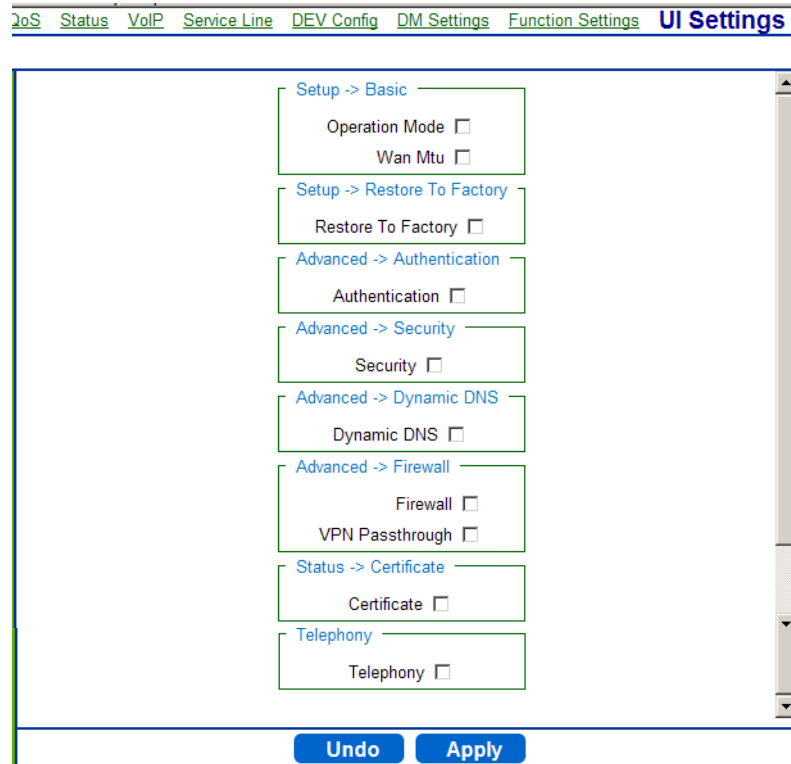 QoS Status VoIP Service Line DEV Config DM Settings Function Settings UI Settings
Setup -> Basic
Operation Mode
Wan Mtu
Setup -> Restore To Factory
Restore To Factory
Advanced -> Authentication
Authentication
Advanced -> Security
Security
Advanced -> Dynamic DNS
Dynamic DNS
Advanced -> Firewall
Firewall
VPN Passthrough
Status -> Certificate
Certificate
Telephony
Telephony
Undo Apply